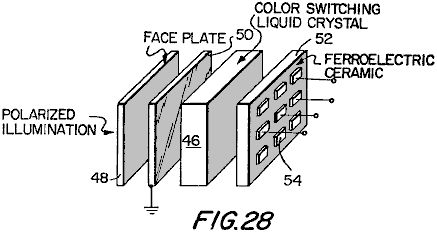 COLOR SWITCHING
LIQUID CRYSTAL
FACE PLATE
50
52
FERROELECTRIC
CERAMIC
POLARIZED
ILLUMINATION
46
48
54
FIG.28